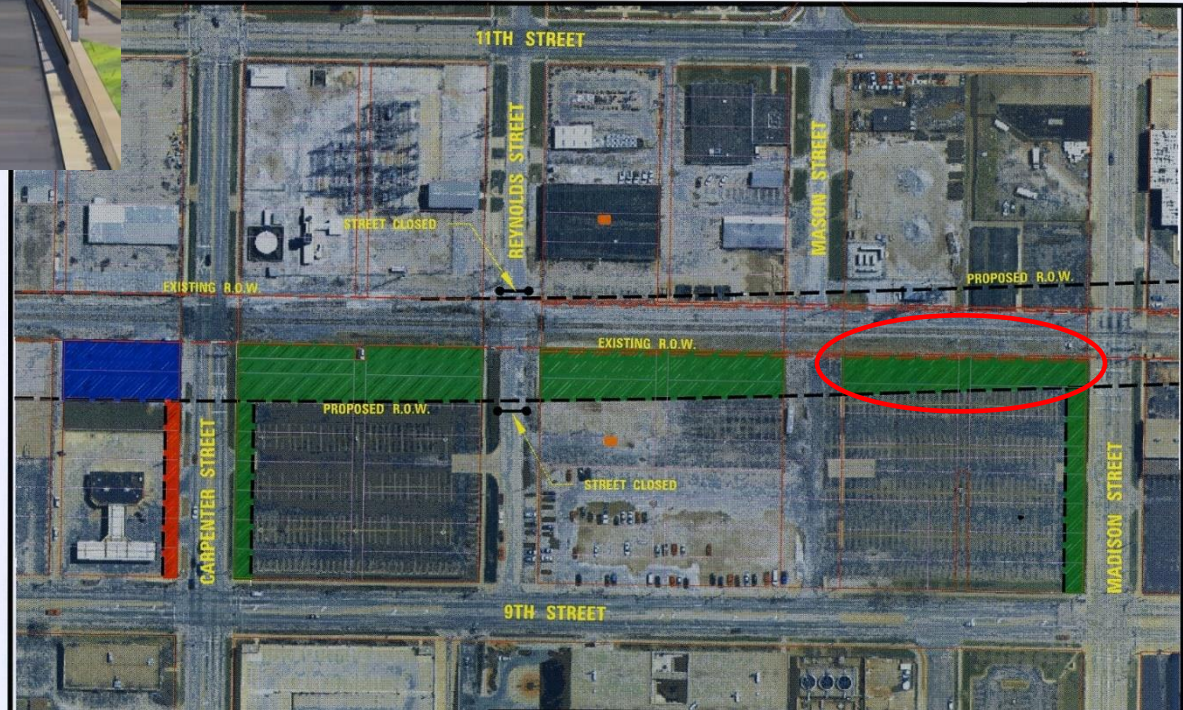 11TH STREET
REYNOLDS STREET
MASON STREET
STREET CLOSED
EXISTING R.O.W.
PROPOSED R.O.W.
EXISTING R.O.W.
PROPOSED R.O.W.
CARPENTER STREET
STREET CLOSED
MADISON STREET
9TH STREET